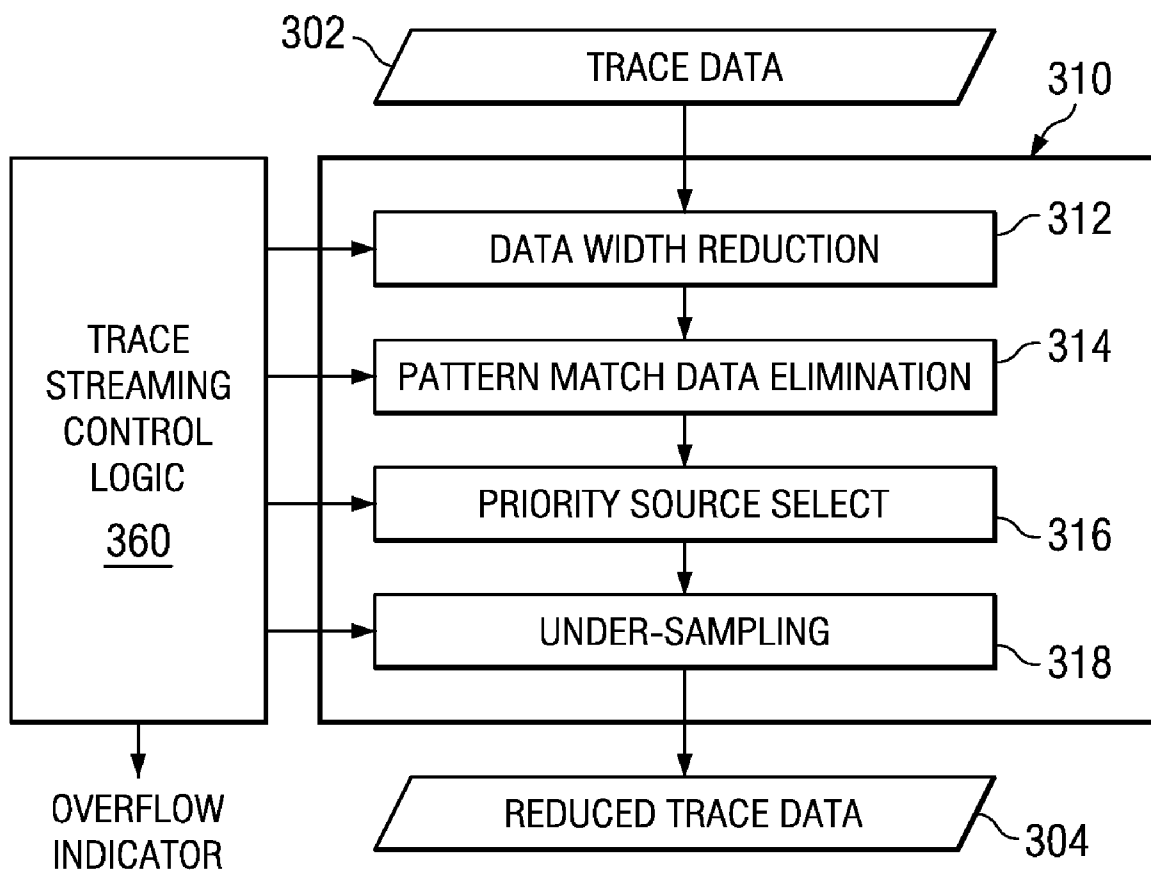 302
TRACE DATA
310
312
DATA WIDTH REDUCTION
TRACE
STREAMING
CONTROL
LOGIC
360
314
PATTERN MATCH DATA ELIMINATION
PRIORITY SOURCE SELECT
316
UNDER-SAMPLING
318
OVERFLOW
INDICATOR
REDUCED TRACE DATA
304